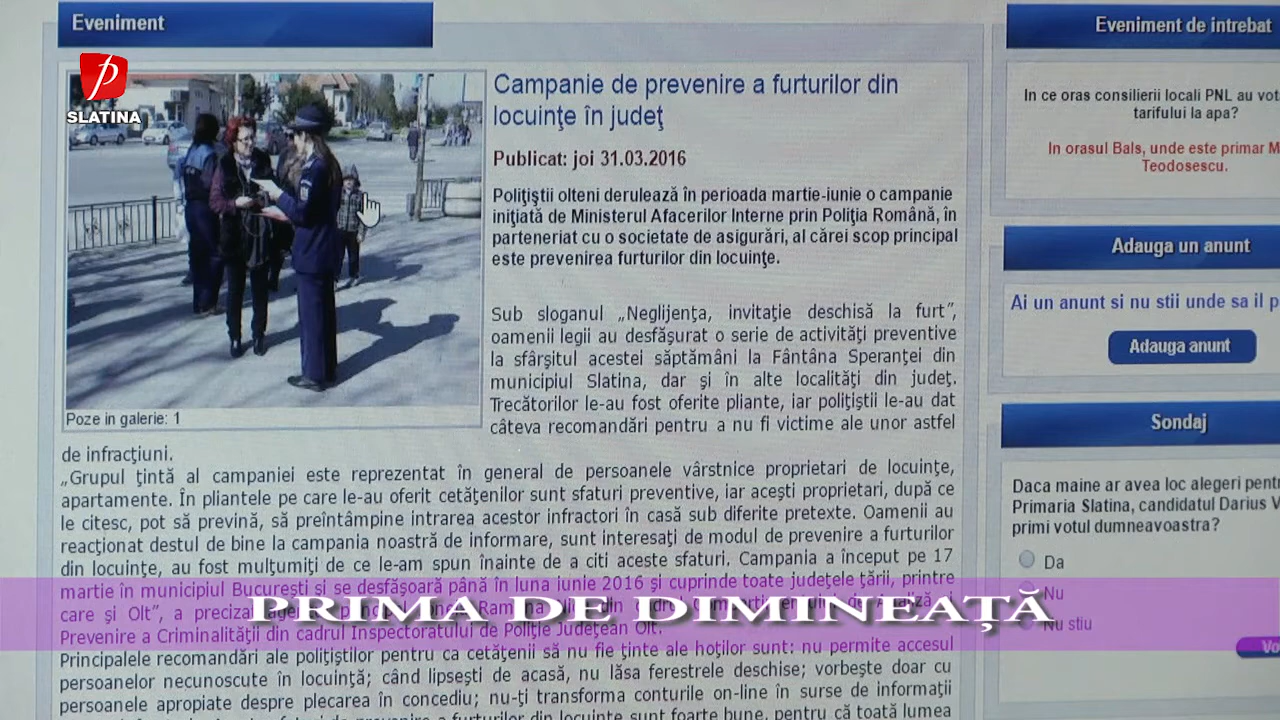 Eveniment
SLATINA
Campanie de prevenire a furturilor din
locuinţe în judeţ
Publicat: joi 31.03.2016
Poliţiştii olteni derulează în perioada martie-iunie o campanie
iniţiată de Ministerul Afacerilor Interne prin Poliţia Română, în
parteneriat cu o societate de asigurări, al cărei scop principal
este prevenirea furturilor din locuinţe.
Sub sloganul „Neglijenţa, invitaţie deschisă la furt”,
oamenii legii au desfăşurat o serie de activităţi preventive
la sfârşitul acestei săptămâni la Fântâna Speranţei din
municipiul Slatina, dar şi în alte localităţi din judeţ.
Trecătorilor le-au fost oferite pliante, iar poliţiştii le-au dat
câteva recomandări pentru a nu fi victime ale unor astfel
Poze in galerie: 1
de infracţiuni.
„Grupul ţintă al campaniei este reprezentat în general de persoanele vârstnice proprietari de locuinţe,
apartamente. În pliantele pe care le-au oferit cetăţenilor sunt sfaturi preventive, iar aceşti proprietari, după ce
le citesc, pot să prevină, să preîntâmpine intrarea acestor infractori în casă sub diferite pretexte. Oamenii au
reacţionat destul de bine la campania noastră de informare, sunt interesaţi de modul de prevenire a furturilor
din locuinţe, au fost mulţumiţi de ce le-am spus înainte de a citi aceste sfaturi. Campania a început pe 17
martie în municipiul Bucureşti şi se desfăşoară până în luna iunie 2016 şi cuprinde toate judeţele ţării, printre
care şi Olt”, a precizat
PRIMA DE DIMINEAŢĂ
Prevenire a Criminalităţii din cadrul Inspectoratului de Poliţie Judeţean Olt.
Principalele recomandări ale poliţiştilor pentru ca cetăţenii să nu fie ţinte ale hoţilor sunt: nu permite accesul
persoanelor necunoscute în locuinţă; când lipseşti de acasă, nu lăsa ferestrele deschise; vorbeşte doar cu
persoanele apropiate despre plecarea în concediu; nu-ţi transforma conturile on-line în surse de informaţii
de prevenire a furturilor din locuinţe sunt foarte bune, pentru că toată lumea
Eveniment de intrebat
In ce oras consilierii locali PNL au vot
tarifului la apa?
In orasul Bals, unde este primar M
Teodosescu.
Adauga un anunt
Ai un anunt si nu stii unde sa il p
Adauga anunt
Sondaj
Daca maine ar avea loc alegeri pentr
Primaria Slatina, candidatul Darius V
primi votul dumneavoastra?
Da
Nu
Nu stiu
Vo